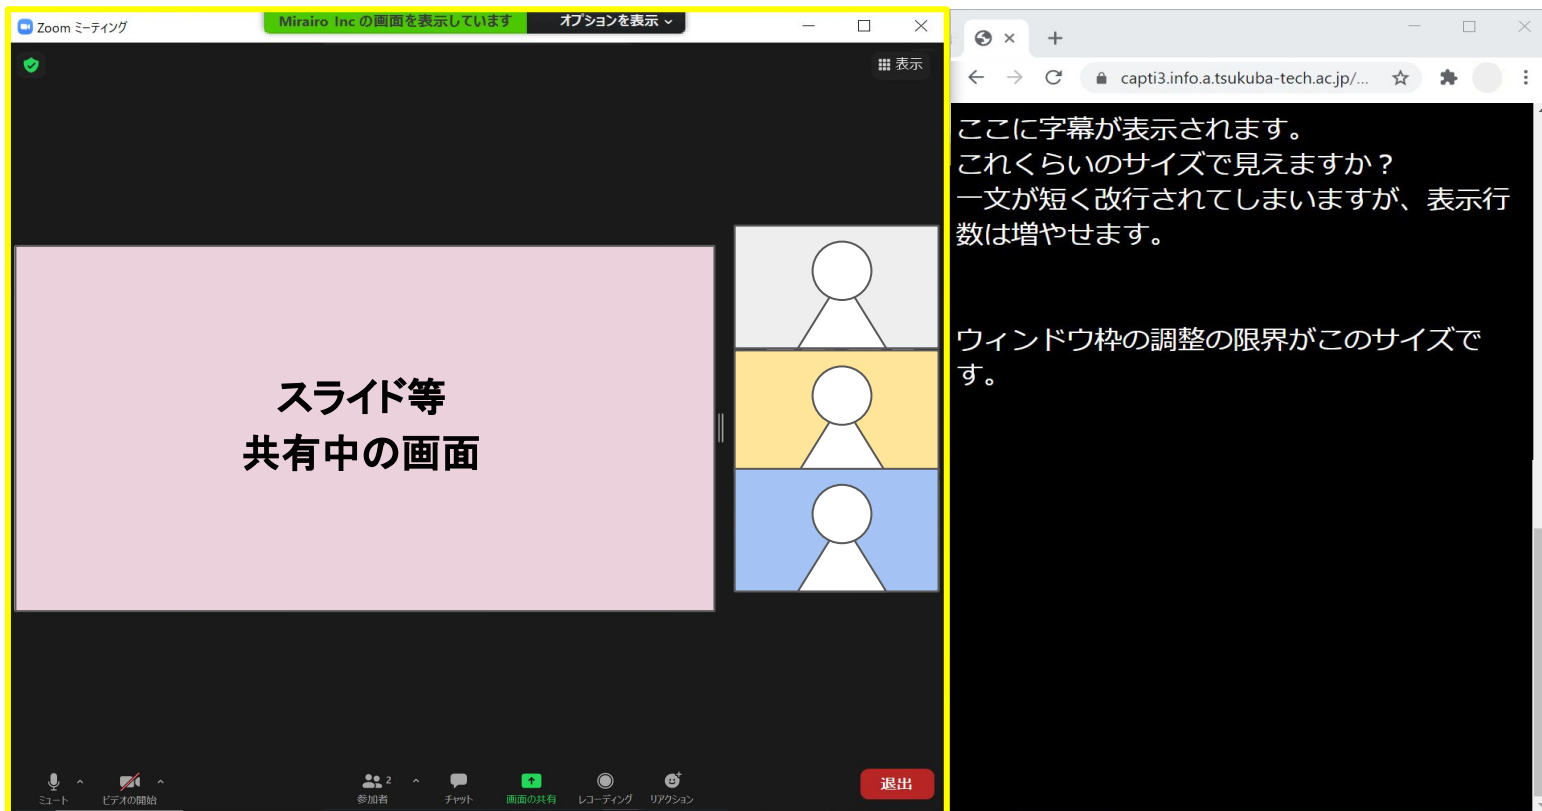 Zoom ミーティング
Mirairo Inc の画面を表示しています
オプションを表示
表示
スライド等
共有中の画面
ミュート
ビデオの開始
2
参加者
チャット
画面の共有
レコーディング
リアクション
退出
capti3.info.a.tsukuba-tech.ac.jp/...
ここに字幕が表示されます。
これくらいのサイズで見えますか？
一文が短く改行されてしまいますが、表示行
数は増やせます。
ウィンドウ枠の調整の限界がこのサイズで
す。